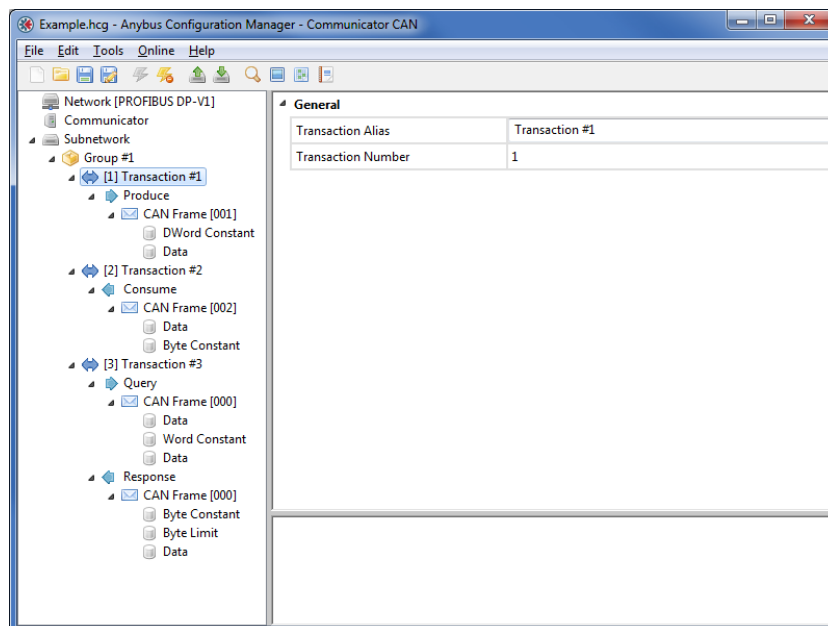 Example.hcg - Anybus Configuration Manager - Communicator CAN
File Edit Tools Online Help
Network [PROFIBUS DP-V1]
Communicator
Subnetwork
Group #1
[1] Transaction #1
Produce
CAN Frame [001]
DWord Constant
Data
[2] Transaction #2
Consume
CAN Frame [002]
Data
Byte Constant
[3] Transaction #3
Query
CAN Frame [000]
Data
Word Constant
Data
Response
CAN Frame [000]
Byte Constant
Byte Limit
Data
General
Transaction Alias Transaction #1
Transaction Number 1